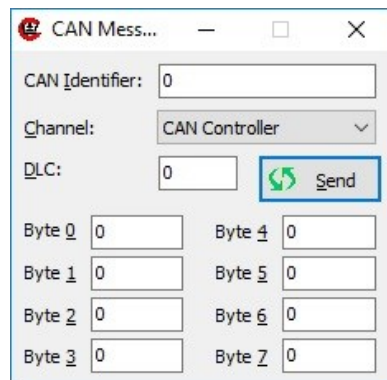 CAN Mess...
CAN Identifier: 0
Channel: CAN Controller
DLC: 0 Send
Byte 0 0 Byte 4 0
Byte 1 0 Byte 5 0
Byte 2 0 Byte 6 0
Byte 3 0 Byte 7 0